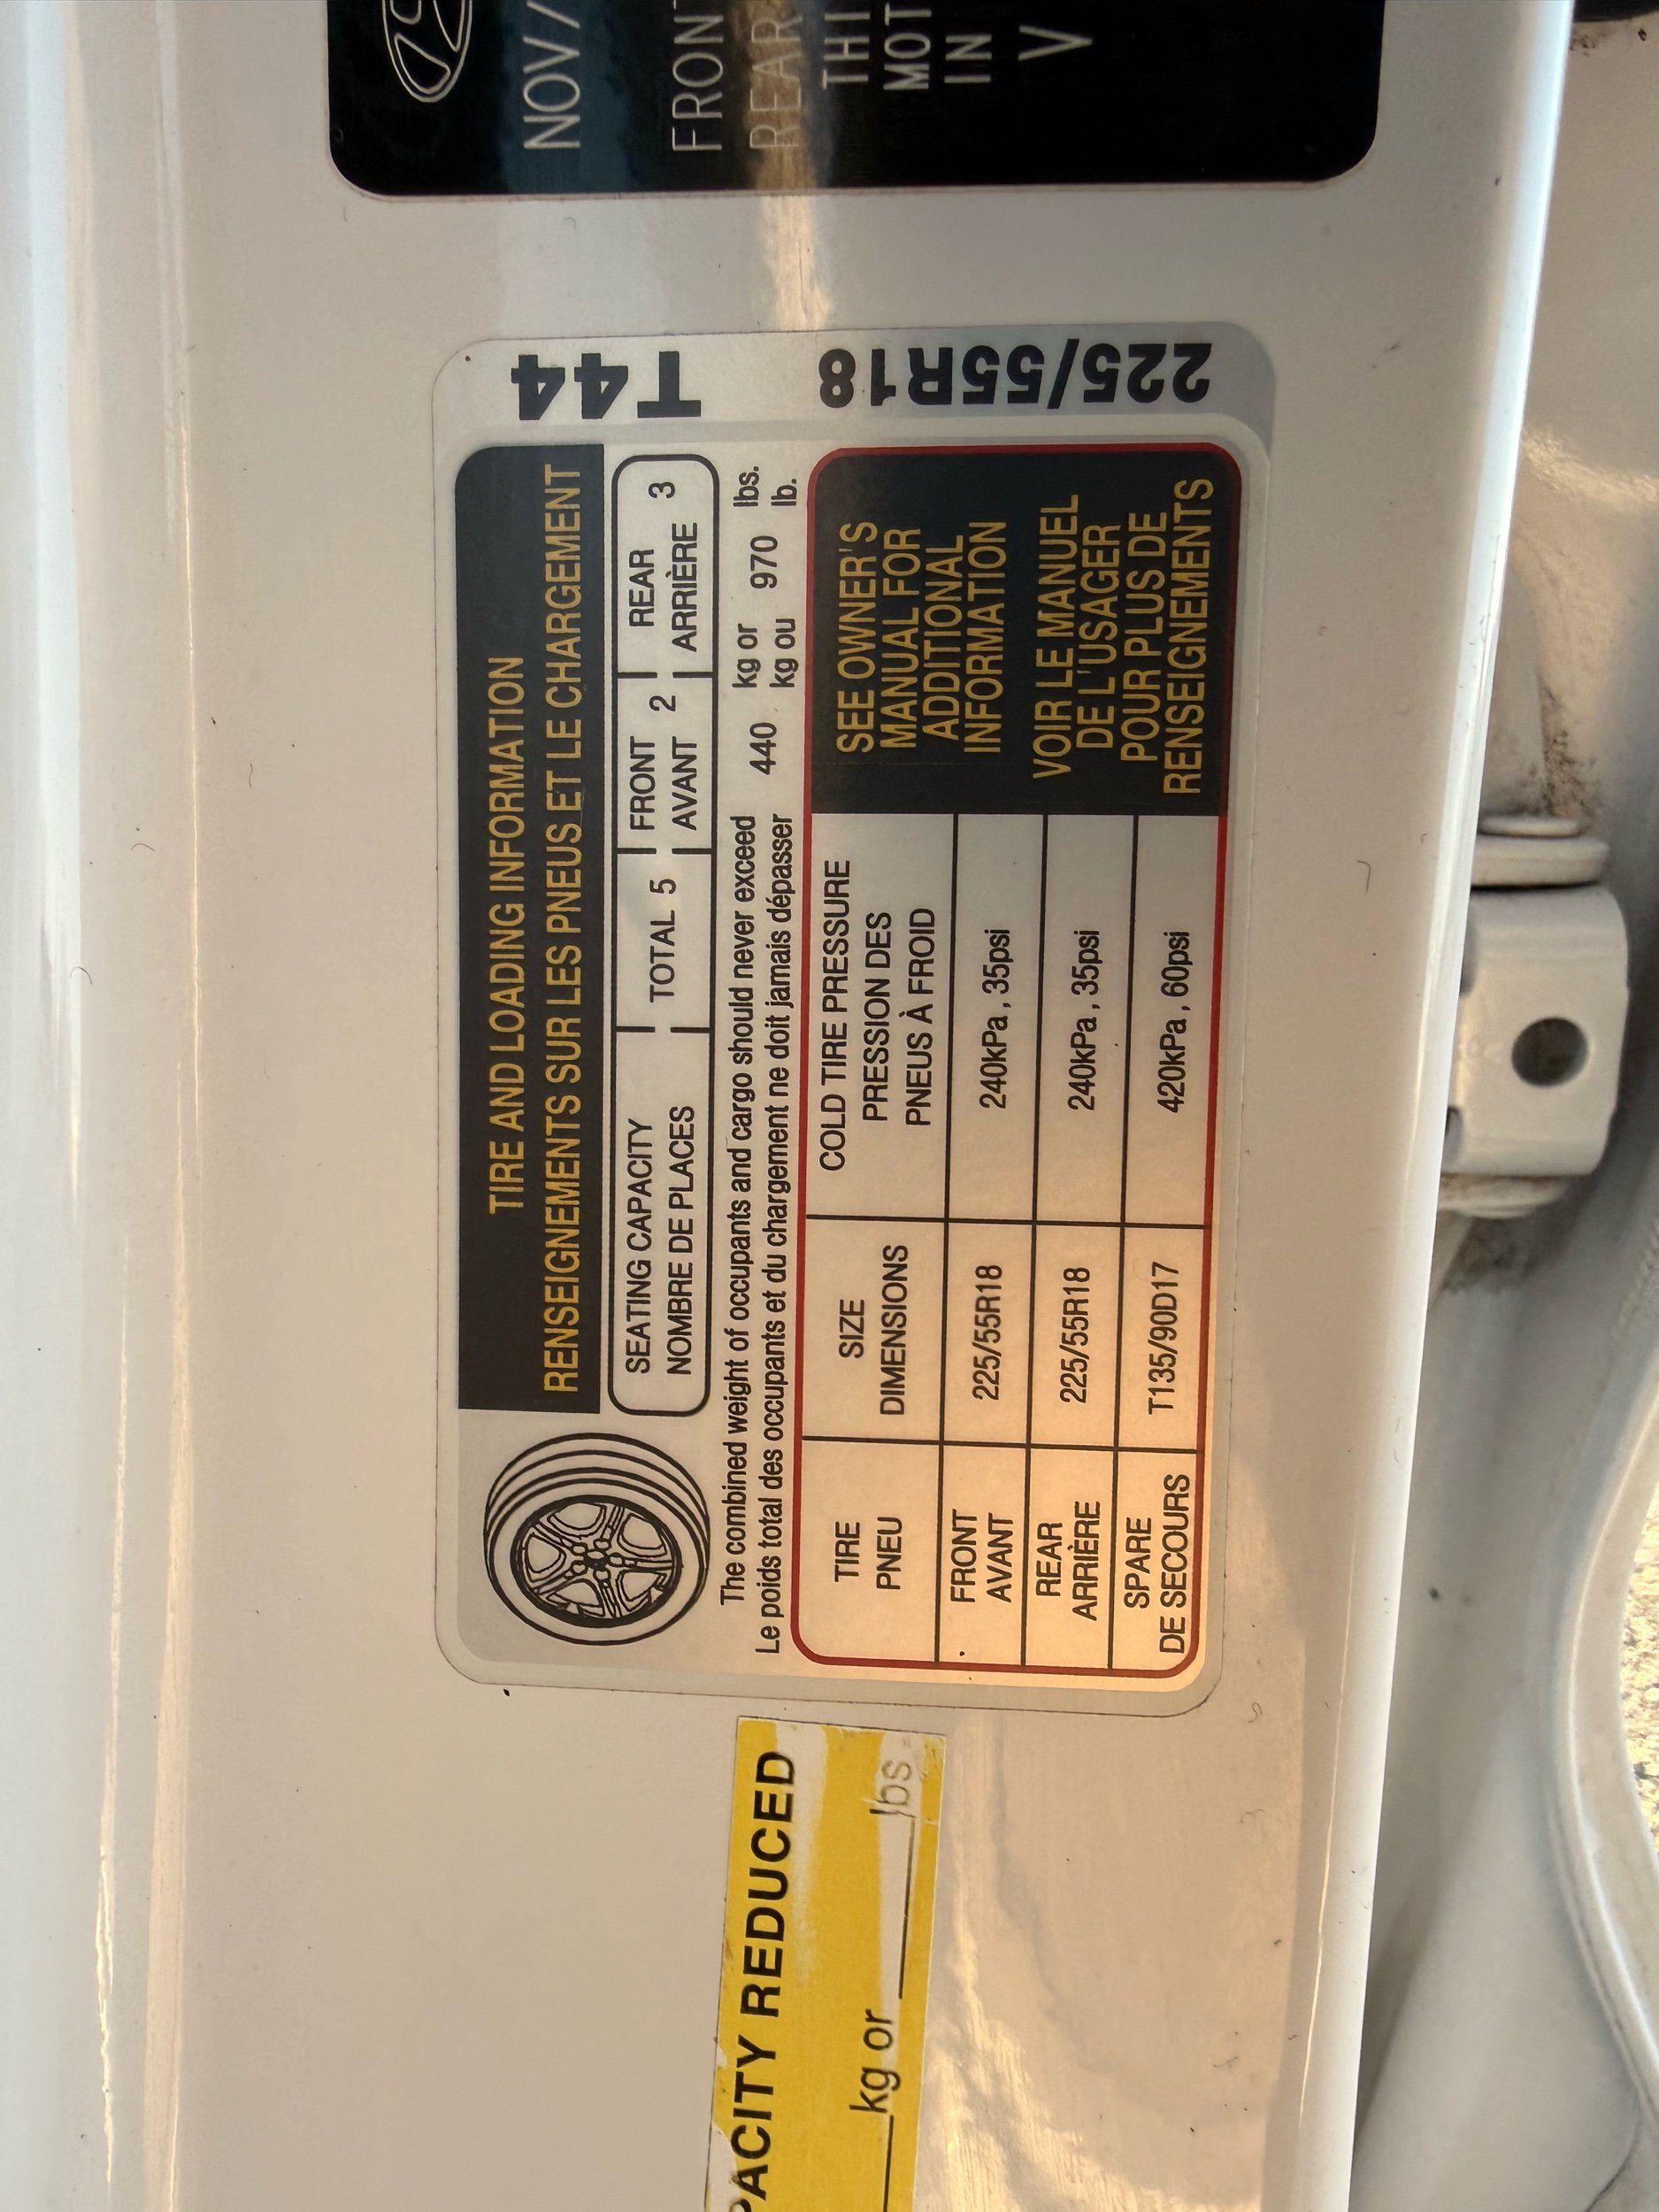 NOV/
FRONT
REAR
THI
MOT
IN
V
TIRE AND LOADING INFORMATION
RENSEIGNEMENTS SUR LES PNEUS ET LE CHARGEMENT
SEATING CAPACITY
NOMBRE DE PLACES
TOTAL 5
FRONT
AVANT 2
REAR
ARRIÈRE 3
The combined weight of occupants and cargo should never exceed 440 kg or 970 lbs.
Le poids total des occupants et du chargement ne doit jamais dépasser kg ou lb.
TIRE
PNEU
SIZE
DIMENSIONS
COLD TIRE PRESSURE
PRESSION DES
PNEUS À FROID
FRONT
AVANT
225/55R18
240kPa, 35psi
REAR
ARRIÈRE
225/55R18
240kPa, 35psi
SPARE
DE SECOURS
T135/90D17
420kPa, 60psi
SEE OWNER'S
MANUAL FOR
ADDITIONAL
INFORMATION
VOIR LE MANUEL
DE L'USAGER
POUR PLUS DE
RENSEIGNEMENTS
T44
225/55R18
PACITY REDUCED
kg or lbs